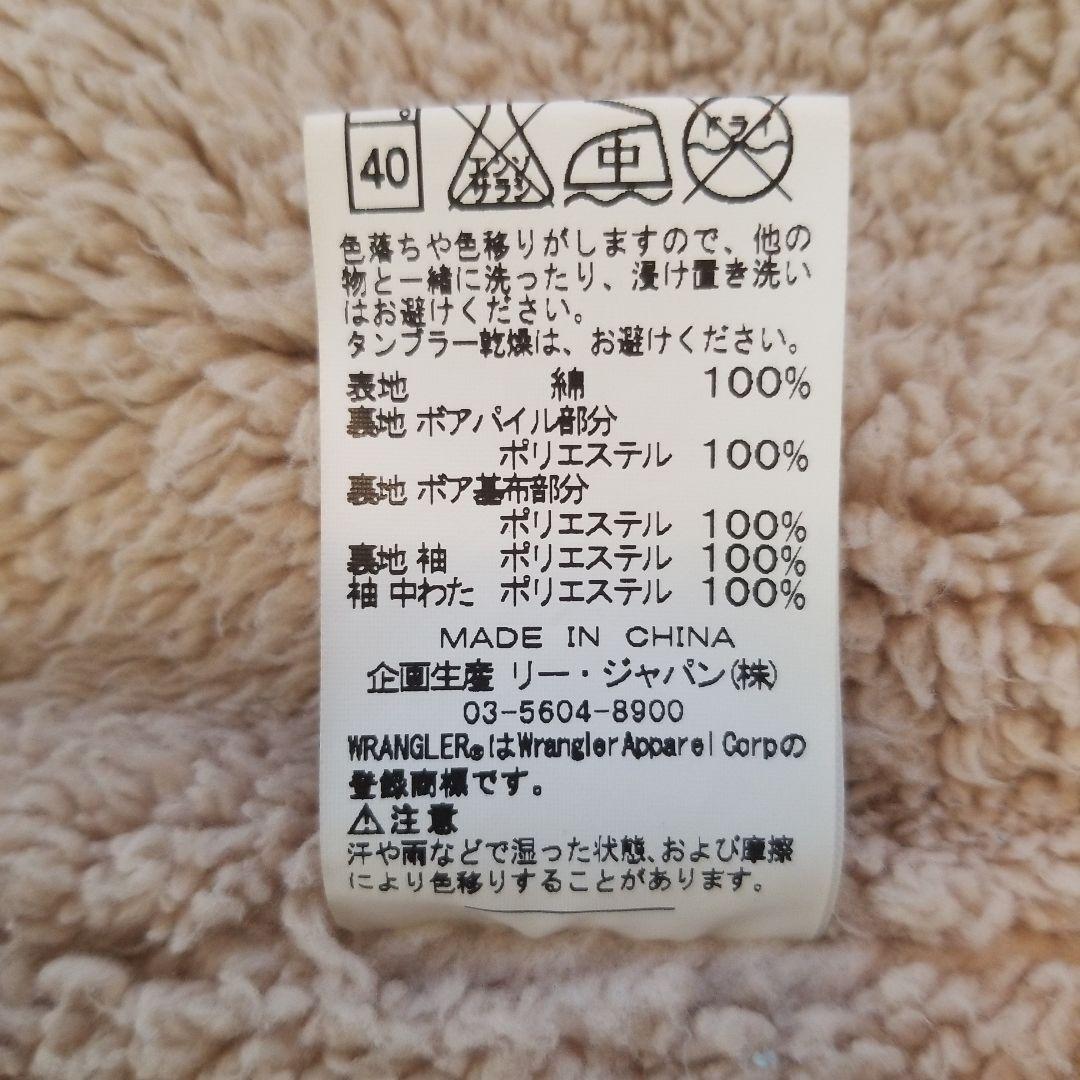 40 エンソサラシ 中 ドライ
色落ちや色移りがしますので、他の
物と一緒に洗ったり、浸け置き洗い
はお避けください。
タンブラー乾燥は、お避けください。
表地 綿 100%
裏地 ボアパイル部分
ポリエステル 100%
裏地 ボア基布部分
ポリエステル 100%
裏地 袖 ポリエステル 100%
袖 中わた ポリエステル 100%
MADE IN CHINA
企画生産 リー・ジャパン(株)
03-5604-8900
WRANGLER®はWrangler Apparel Corpの
登録商標です。
⚠注意
汗や雨などで湿った状態、および摩擦
により色移りすることがあります。